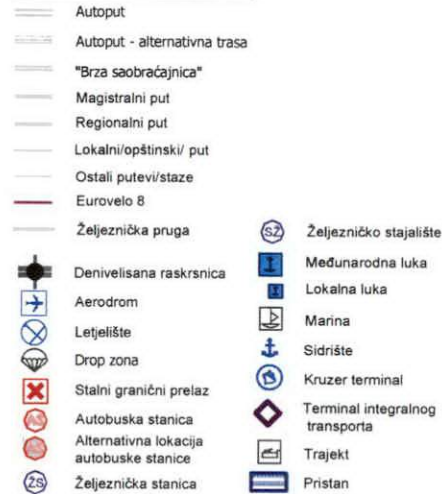 Autoput
Autoput - alternativna trasa
"Brza saobraćajnica"
Magistralni put
Regionalni put
Lokalni/opštinski/ put
Ostali putevi/staze
Eurovelo 8
Željeznička pruga
Denivelisana raskrsnica
Aerodrom
Letjelište
Drop zona
Stalni granični prelaz
AS Autobuska stanica
Alternativna lokacija
autobuske stanice
ŽS Željeznička stanica
SŽ Željezničko stajalište
Međunarodna luka
Lokalna luka
Marina
Sidrište
Kruzer terminal
Terminal integralnog
transporta
Trajekt
Pristan